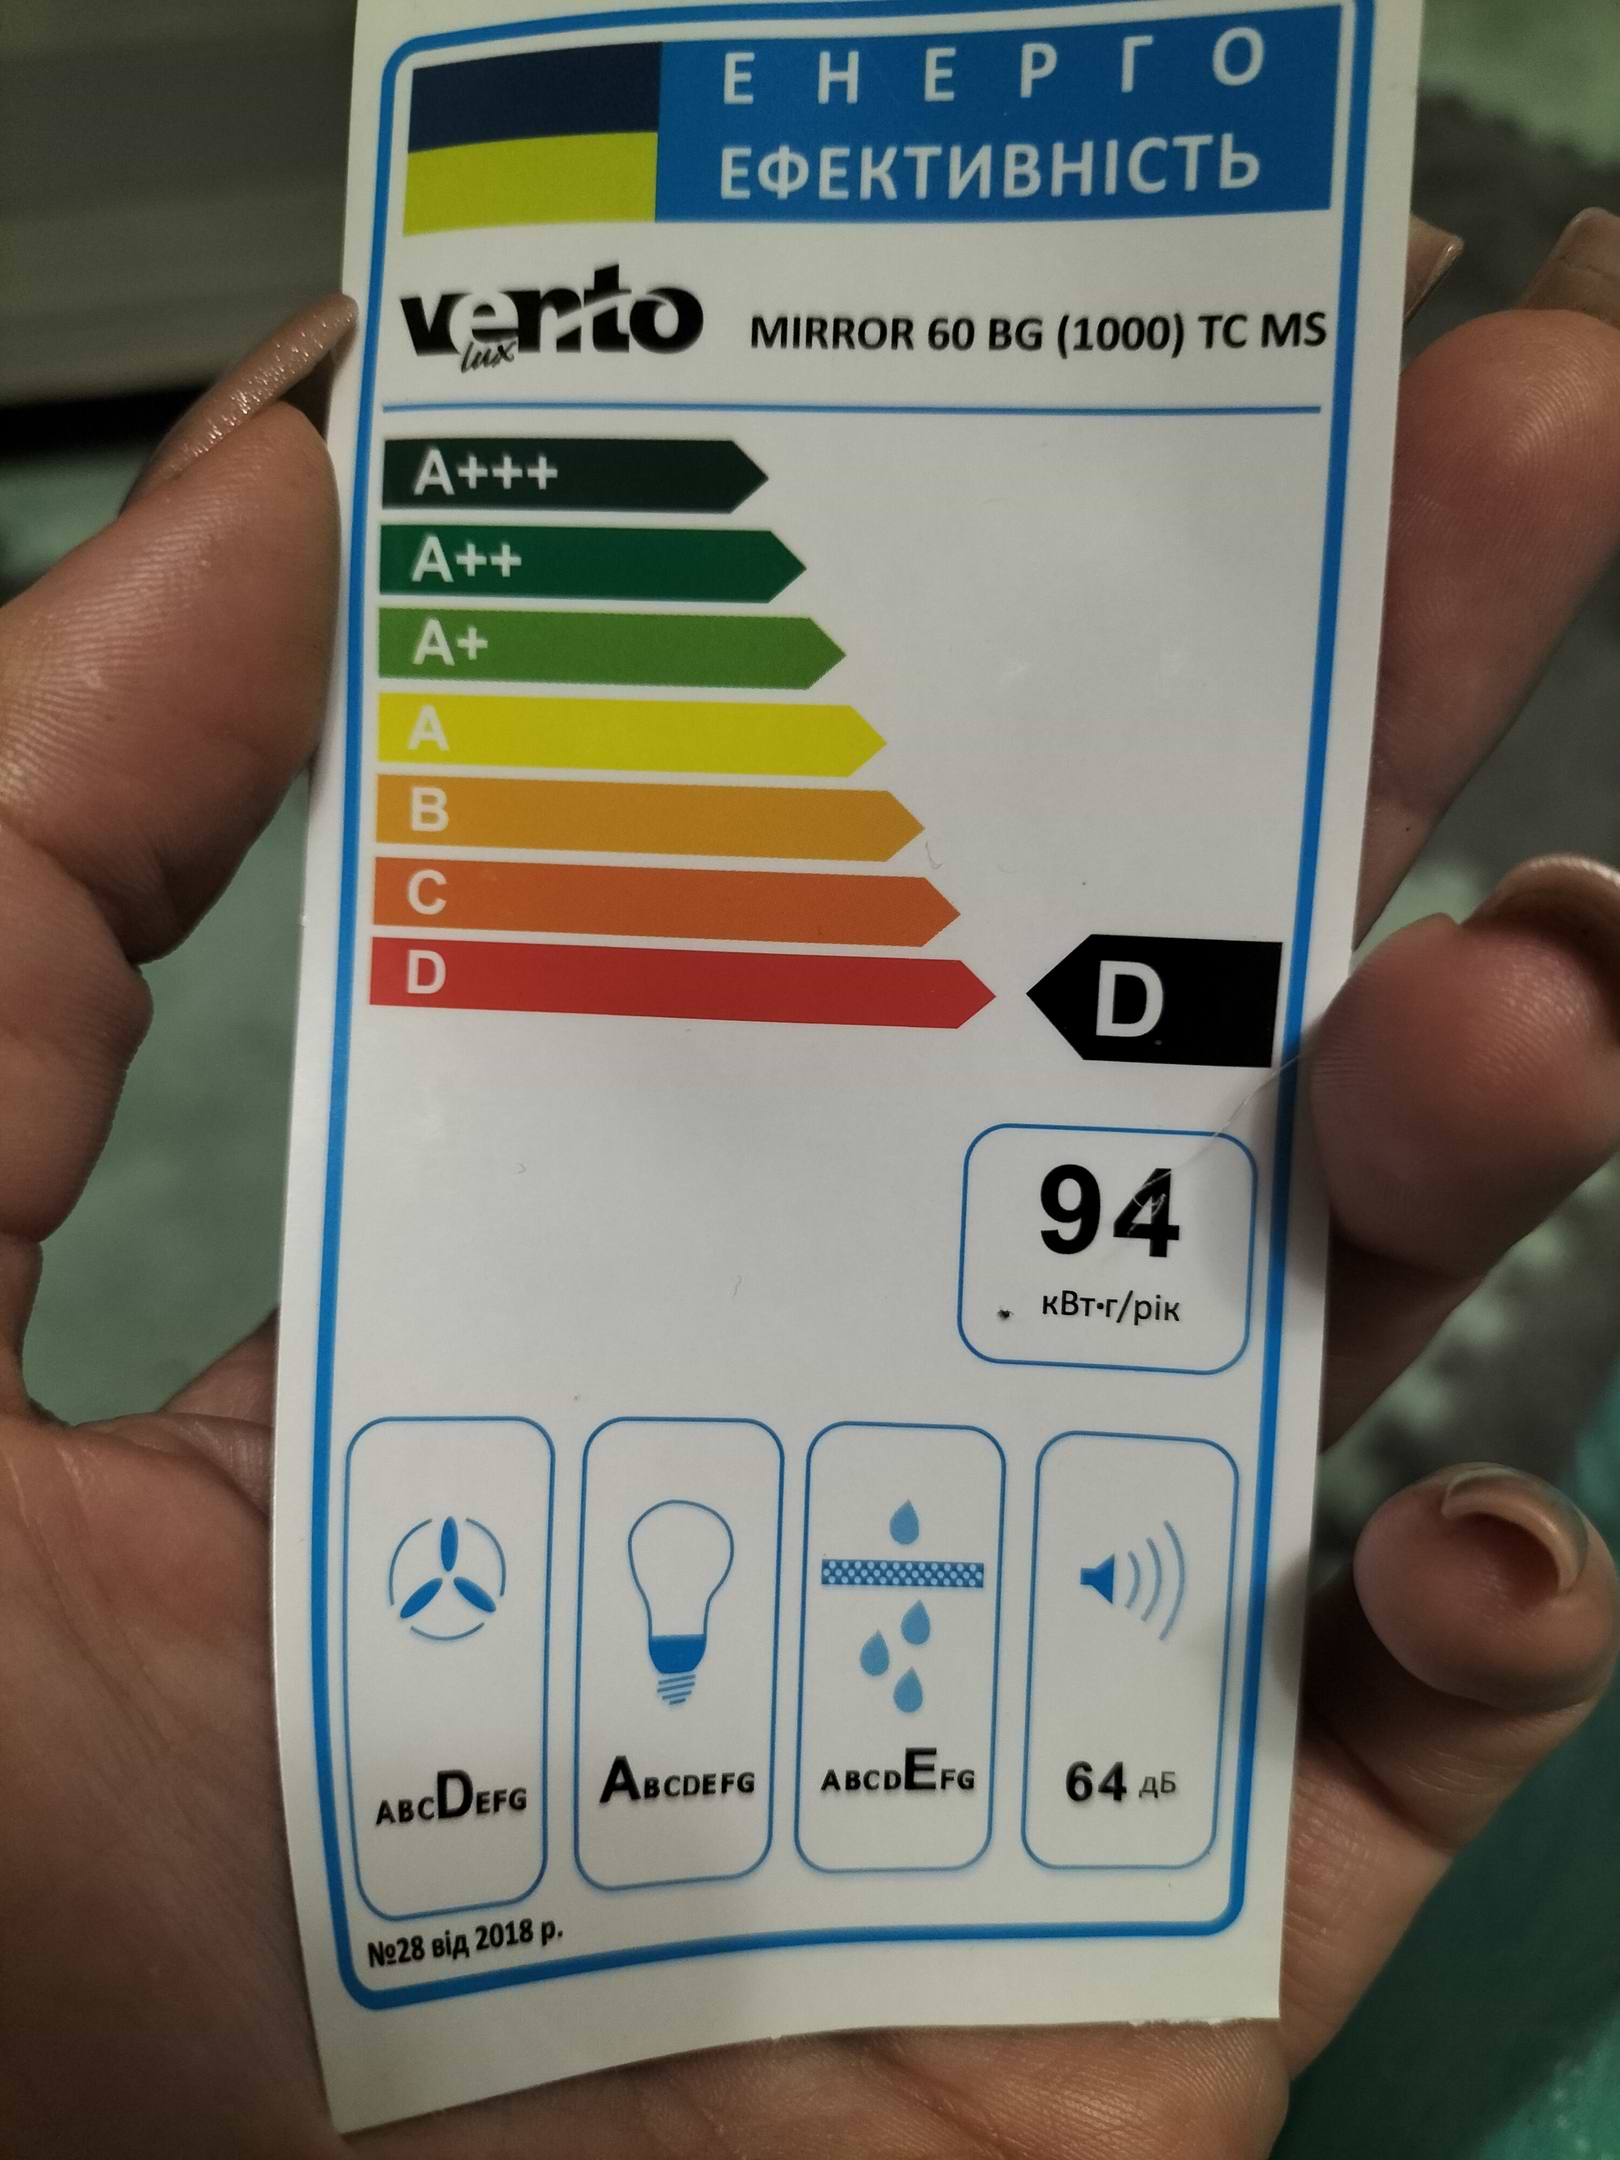 ЕНЕРГО
ЕФЕКТИВНІСТЬ
vento
lux
MIRROR 60 BG (1000) TC MS
A+++
A++
A+
A
B
C
D
D
94
кВт•г/рік
ABCDEFG
ABCDEFG
ABCDEFG
64 дБ
№28 від 2018 р.